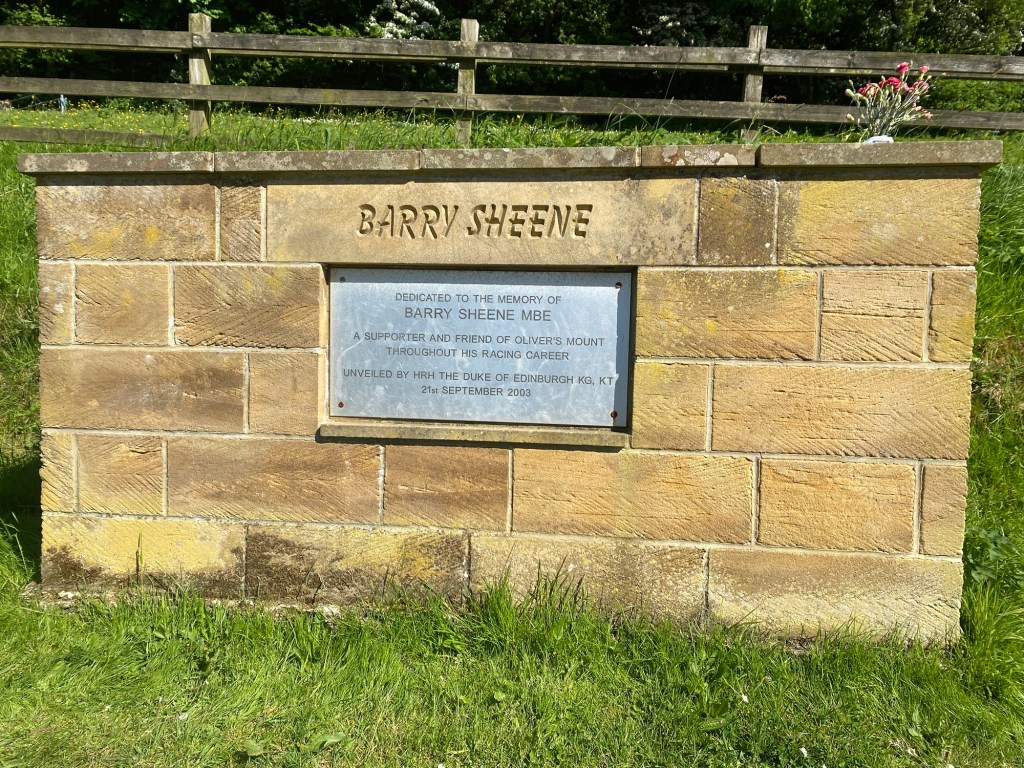 BARRY SHEENE
DEDICATED TO THE MEMORY OF
BARRY SHEENE MBE
A SUPPORTER AND FRIEND OF OLIVER'S MOUNT
THROUGHOUT HIS RACING CAREER
UNVEILED BY HRH THE DUKE OF EDINBURGH KG, KT
21st SEPTEMBER 2003